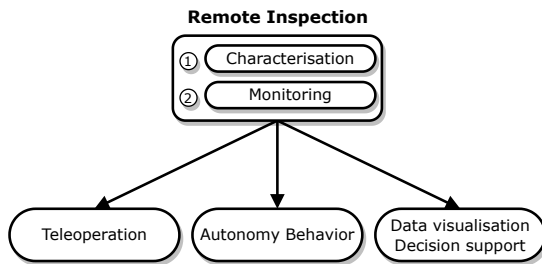 Remote Inspection
① Characterisation
② Monitoring
Teleoperation
Autonomy Behavior
Data visualisation
Decision support